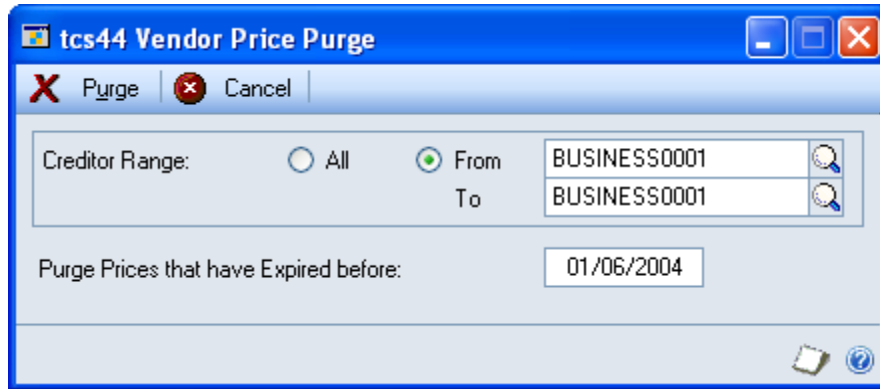 tcs44 Vendor Price Purge
Purge Cancel
Creditor Range: All From BUSINESS0001
To BUSINESS0001
Purge Prices that have Expired before: 01/06/2004